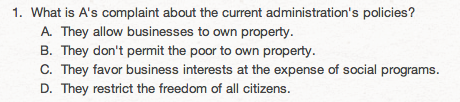 1. What is A's complaint about the current administration's policies?
A. They allow businesses to own property.
B. They don't permit the poor to own property.
C. They favor business interests at the expense of social programs.
D. They restrict the freedom of all citizens.